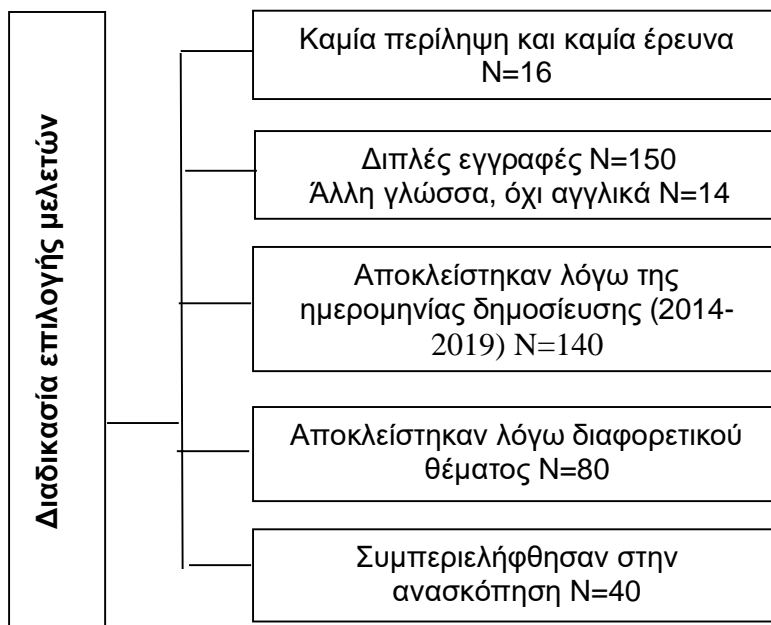 Διαδικασία επιλογής μελετών
Καμία περίληψη και καμία έρευνα
N=16
Διπλές εγγραφές N=150
Άλλη γλώσσα, όχι αγγλικά N=14
Αποκλείστηκαν λόγω της
ημερομηνίας δημοσίευσης (2014-
2019) N=140
Αποκλείστηκαν λόγω διαφορετικού
θέματος N=80
Συμπεριελήφθησαν στην
ανασκόπηση N=40